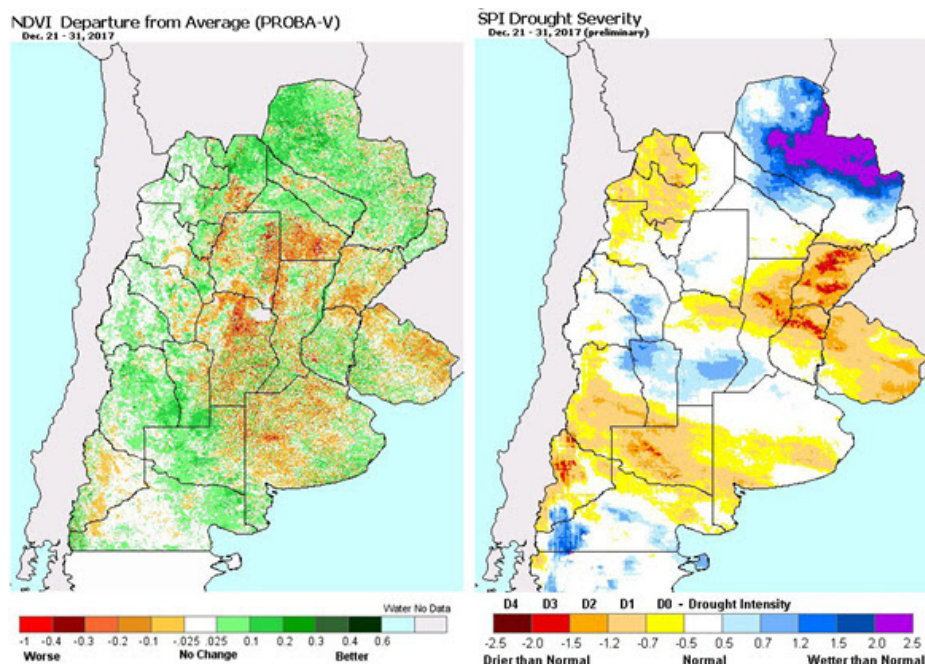 NDVI Departure from Average (PROBA-V)
Dec. 21 - 31, 2017
Water No Data
-1 -0.4 -0.3 -0.2 -0.1 -.025 .025 0.1 0.2 0.3 0.4 0.6
Worse No Change Better
SPI Drought Severity
Dec. 21 - 31, 2017 (preliminary)
D4 D3 D2 D1 D0 - Drought Intensity
-2.5 -2.0 -1.2 -0.7 -0.5 0.5 0.7 1.2 1.5 2.0 2.5
Drier than Normal Normal Wetter than Normal